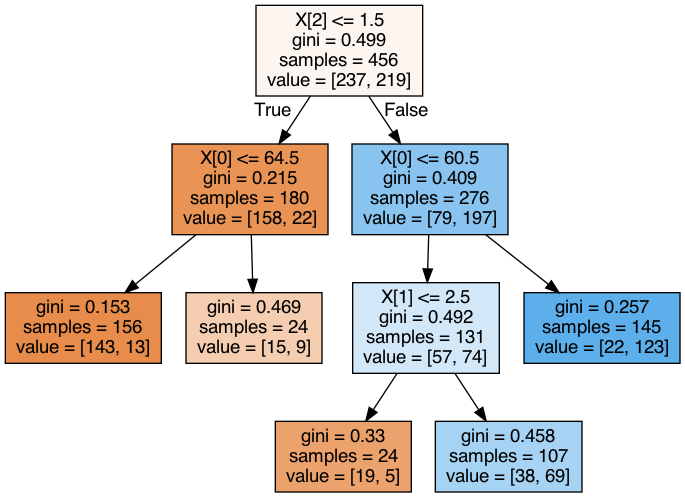 X[2] <= 1.5
gini = 0.499
samples = 456
value = [237, 219]
True
False
X[0] <= 64.5
gini = 0.215
samples = 180
value = [158, 22]
X[0] <= 60.5
gini = 0.409
samples = 276
value = [79, 197]
gini = 0.153
samples = 156
value = [143, 13]
gini = 0.469
samples = 24
value = [15, 9]
X[1] <= 2.5
gini = 0.492
samples = 131
value = [57, 74]
gini = 0.257
samples = 145
value = [22, 123]
gini = 0.33
samples = 24
value = [19, 5]
gini = 0.458
samples = 107
value = [38, 69]